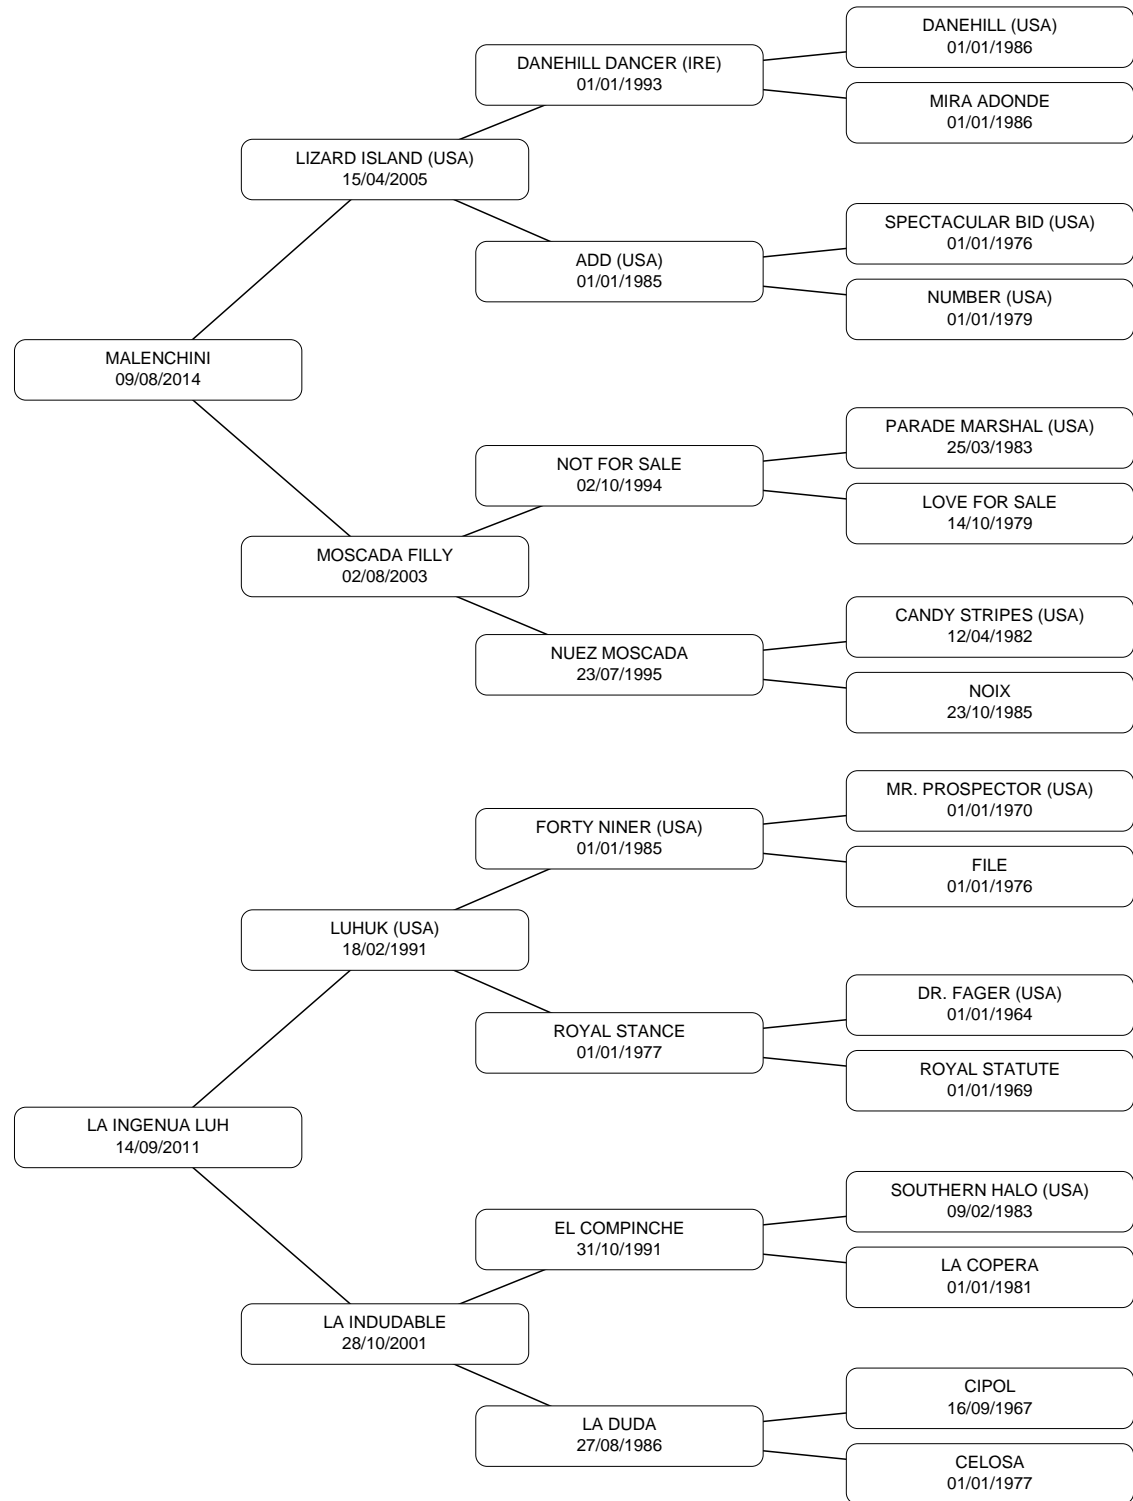 DANEHILL (USA)
01/01/1986
DANEHILL DANCER (IRE)
01/01/1993
MIRA ADONDE
01/01/1986
LIZARD ISLAND (USA)
15/04/2005
SPECTACULAR BID (USA)
01/01/1976
ADD (USA)
01/01/1985
NUMBER (USA)
01/01/1979
MALENCHINI
09/08/2014
PARADE MARSHAL (USA)
25/03/1983
NOT FOR SALE
02/10/1994
LOVE FOR SALE
14/10/1979
MOSCADA FILLY
02/08/2003
CANDY STRIPES (USA)
12/04/1982
NUEZ MOSCADA
23/07/1995
NOIX
23/10/1985
MR. PROSPECTOR (USA)
01/01/1970
FORTY NINER (USA)
01/01/1985
FILE
01/01/1976
LUHUK (USA)
18/02/1991
DR. FAGER (USA)
01/01/1964
ROYAL STANCE
01/01/1977
ROYAL STATUTE
01/01/1969
LA INGENUA LUH
14/09/2011
SOUTHERN HALO (USA)
09/02/1983
EL COMPINCHE
31/10/1991
LA COPERA
01/01/1981
LA INDUDABLE
28/10/2001
CIPOL
16/09/1967
LA DUDA
27/08/1986
CELOSA
01/01/1977